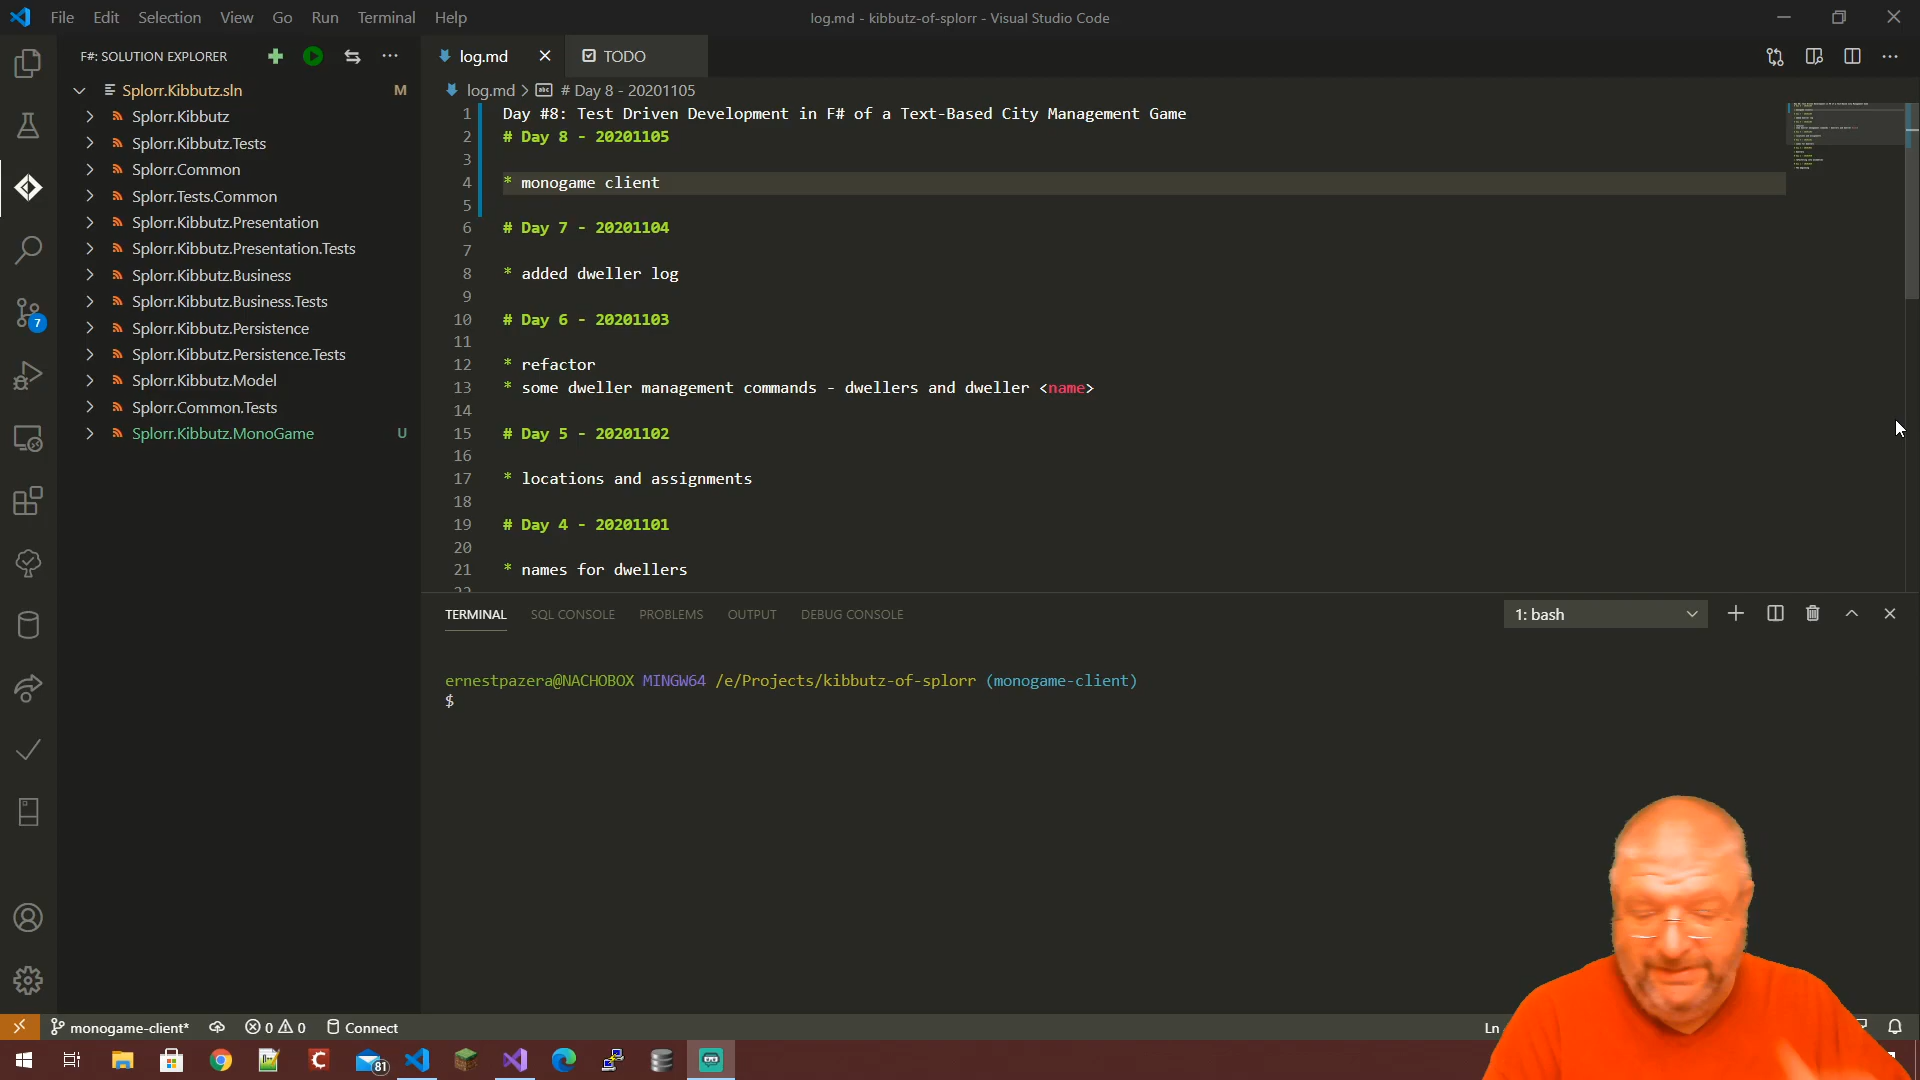 File Edit Selection View Go Run Terminal Help
log.md - kibbutz-of-splorr - Visual Studio Code
F#: SOLUTION EXPLORER
log.md
TODO
Splorr.Kibbutz.sln M
Splorr.Kibbutz
Splorr.Kibbutz.Tests
Splorr.Common
Splorr.Tests.Common
Splorr.Kibbutz.Presentation
Splorr.Kibbutz.Presentation.Tests
Splorr.Kibbutz.Business
Splorr.Kibbutz.Business.Tests
Splorr.Kibbutz.Persistence
Splorr.Kibbutz.Persistence.Tests
Splorr.Kibbutz.Model
Splorr.Common.Tests
Splorr.Kibbutz.MonoGame U
7
log.md > # Day 8 - 20201105
1 Day #8: Test Driven Development in F# of a Text-Based City Management Game
2 # Day 8 - 20201105
3
4 * monogame client
5
6 # Day 7 - 20201104
7
8 * added dweller log
9
10 # Day 6 - 20201103
11
12 * refactor
13 * some dweller management commands - dwellers and dweller <name>
14
15 # Day 5 - 20201102
16
17 * locations and assignments
18
19 # Day 4 - 20201101
20
21 * names for dwellers
22
TERMINAL SQL CONSOLE PROBLEMS OUTPUT DEBUG CONSOLE
1: bash
ernestpazera@NACHOBOX MINGW64 /e/Projects/kibbutz-of-splorr (monogame-client)
$
monogame-client* 0 0 Connect
Ln
81